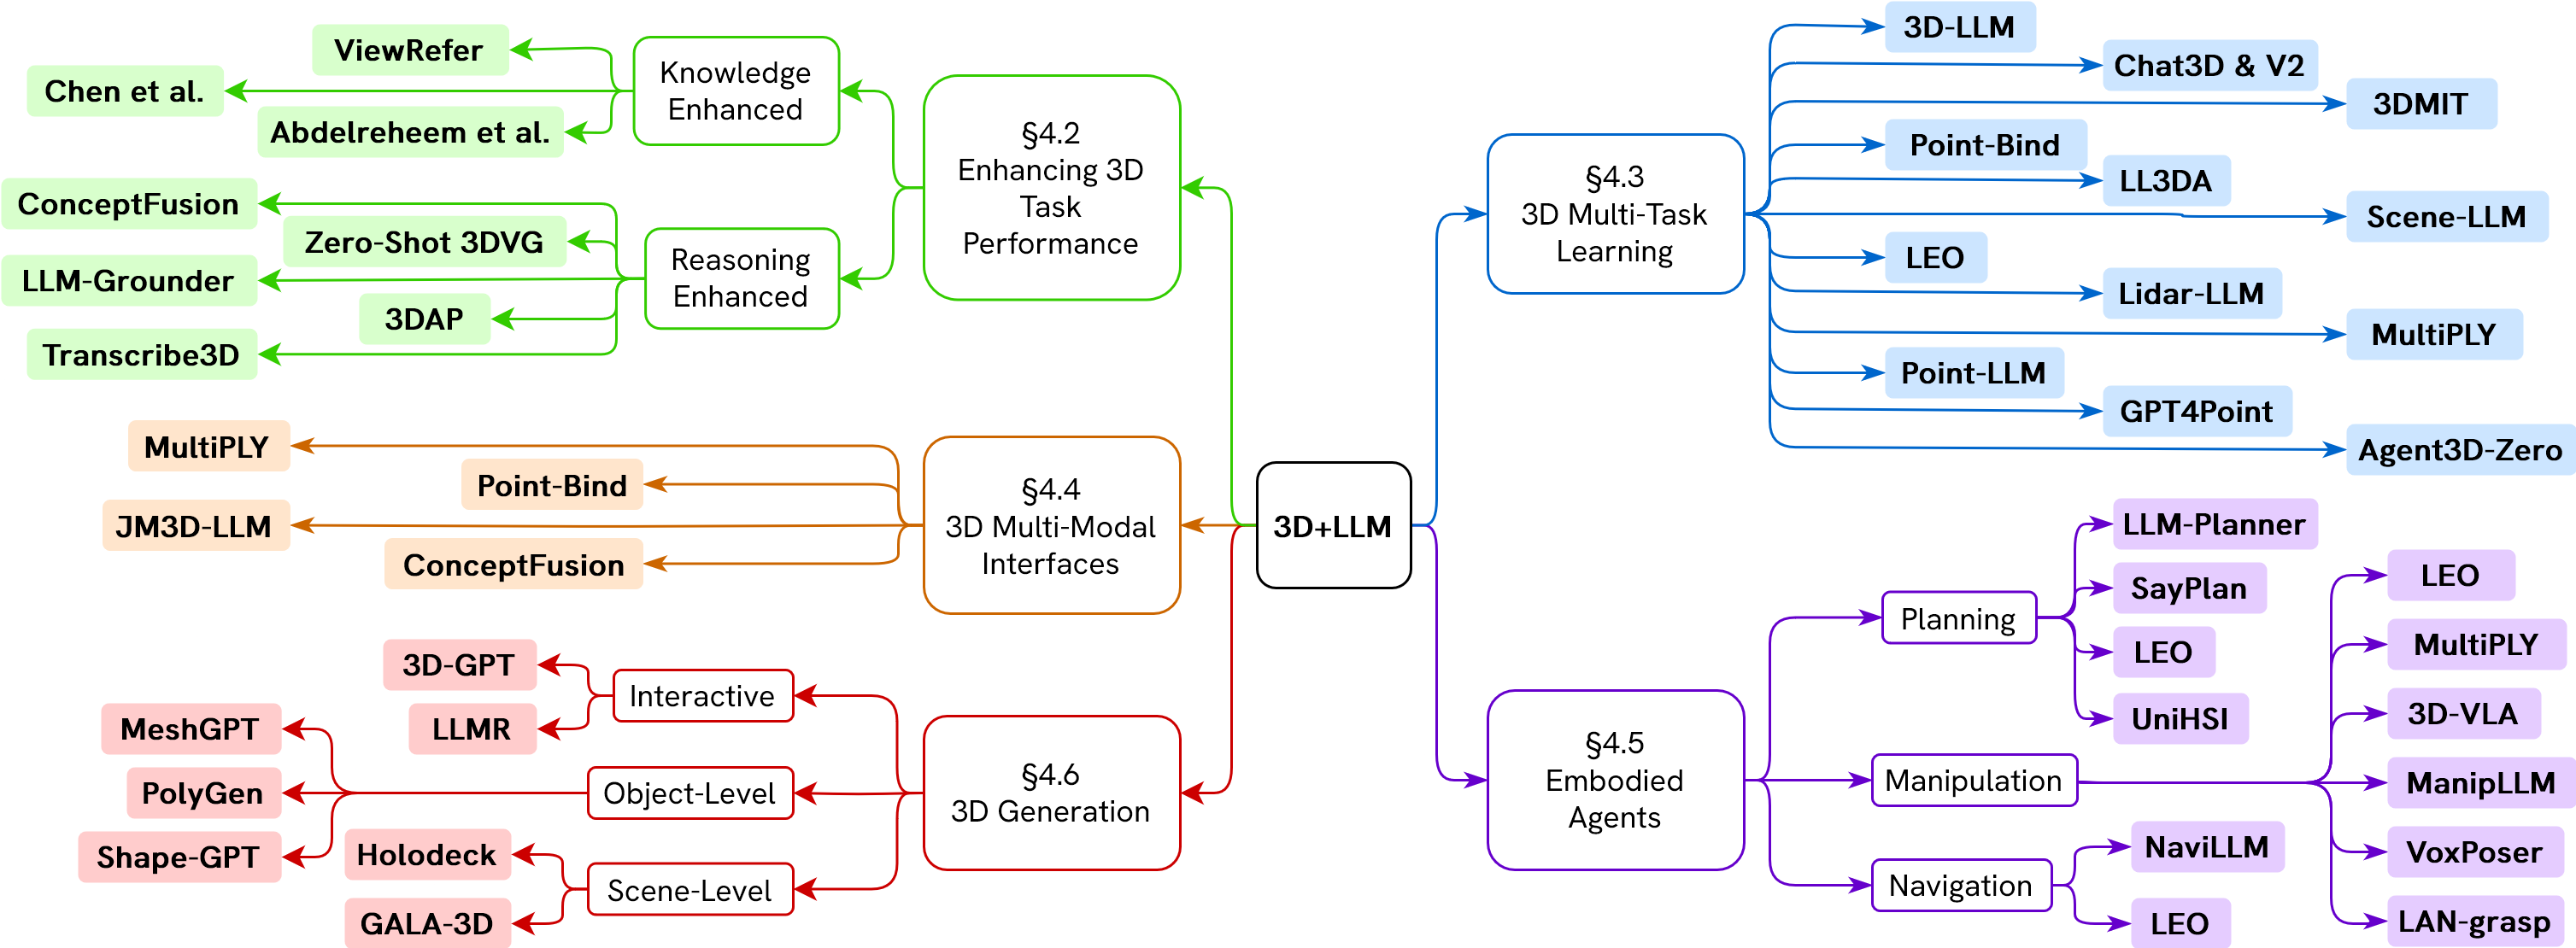 ViewRefer
Chen et al.
Abdelreheem et al.
Knowledge
Enhanced
ConceptFusion
Zero-Shot 3DVG
LLM-Grounder
3DAP
Transcribe3D
Reasoning
Enhanced
§4.2
Enhancing 3D
Task
Performance
MultiPLY
Point-Bind
JM3D-LLM
ConceptFusion
§4.4
3D Multi-Modal
Interfaces
3D-GPT
LLMR
Interactive
MeshGPT
PolyGen
Shape-GPT
Object-Level
Holodeck
GALA-3D
Scene-Level
§4.6
3D Generation
3D+LLM
§4.3
3D Multi-Task
Learning
3D-LLM
Chat3D & V2
3DMIT
Point-Bind
LL3DA
Scene-LLM
LEO
Lidar-LLM
MultiPLY
Point-LLM
GPT4Point
Agent3D-Zero
§4.5
Embodied
Agents
Planning
LLM-Planner
SayPlan
LEO
UniHSI
Manipulation
LEO
MultiPLY
3D-VLA
ManipLLM
VoxPoser
LAN-grasp
Navigation
NaviLLM
LEO